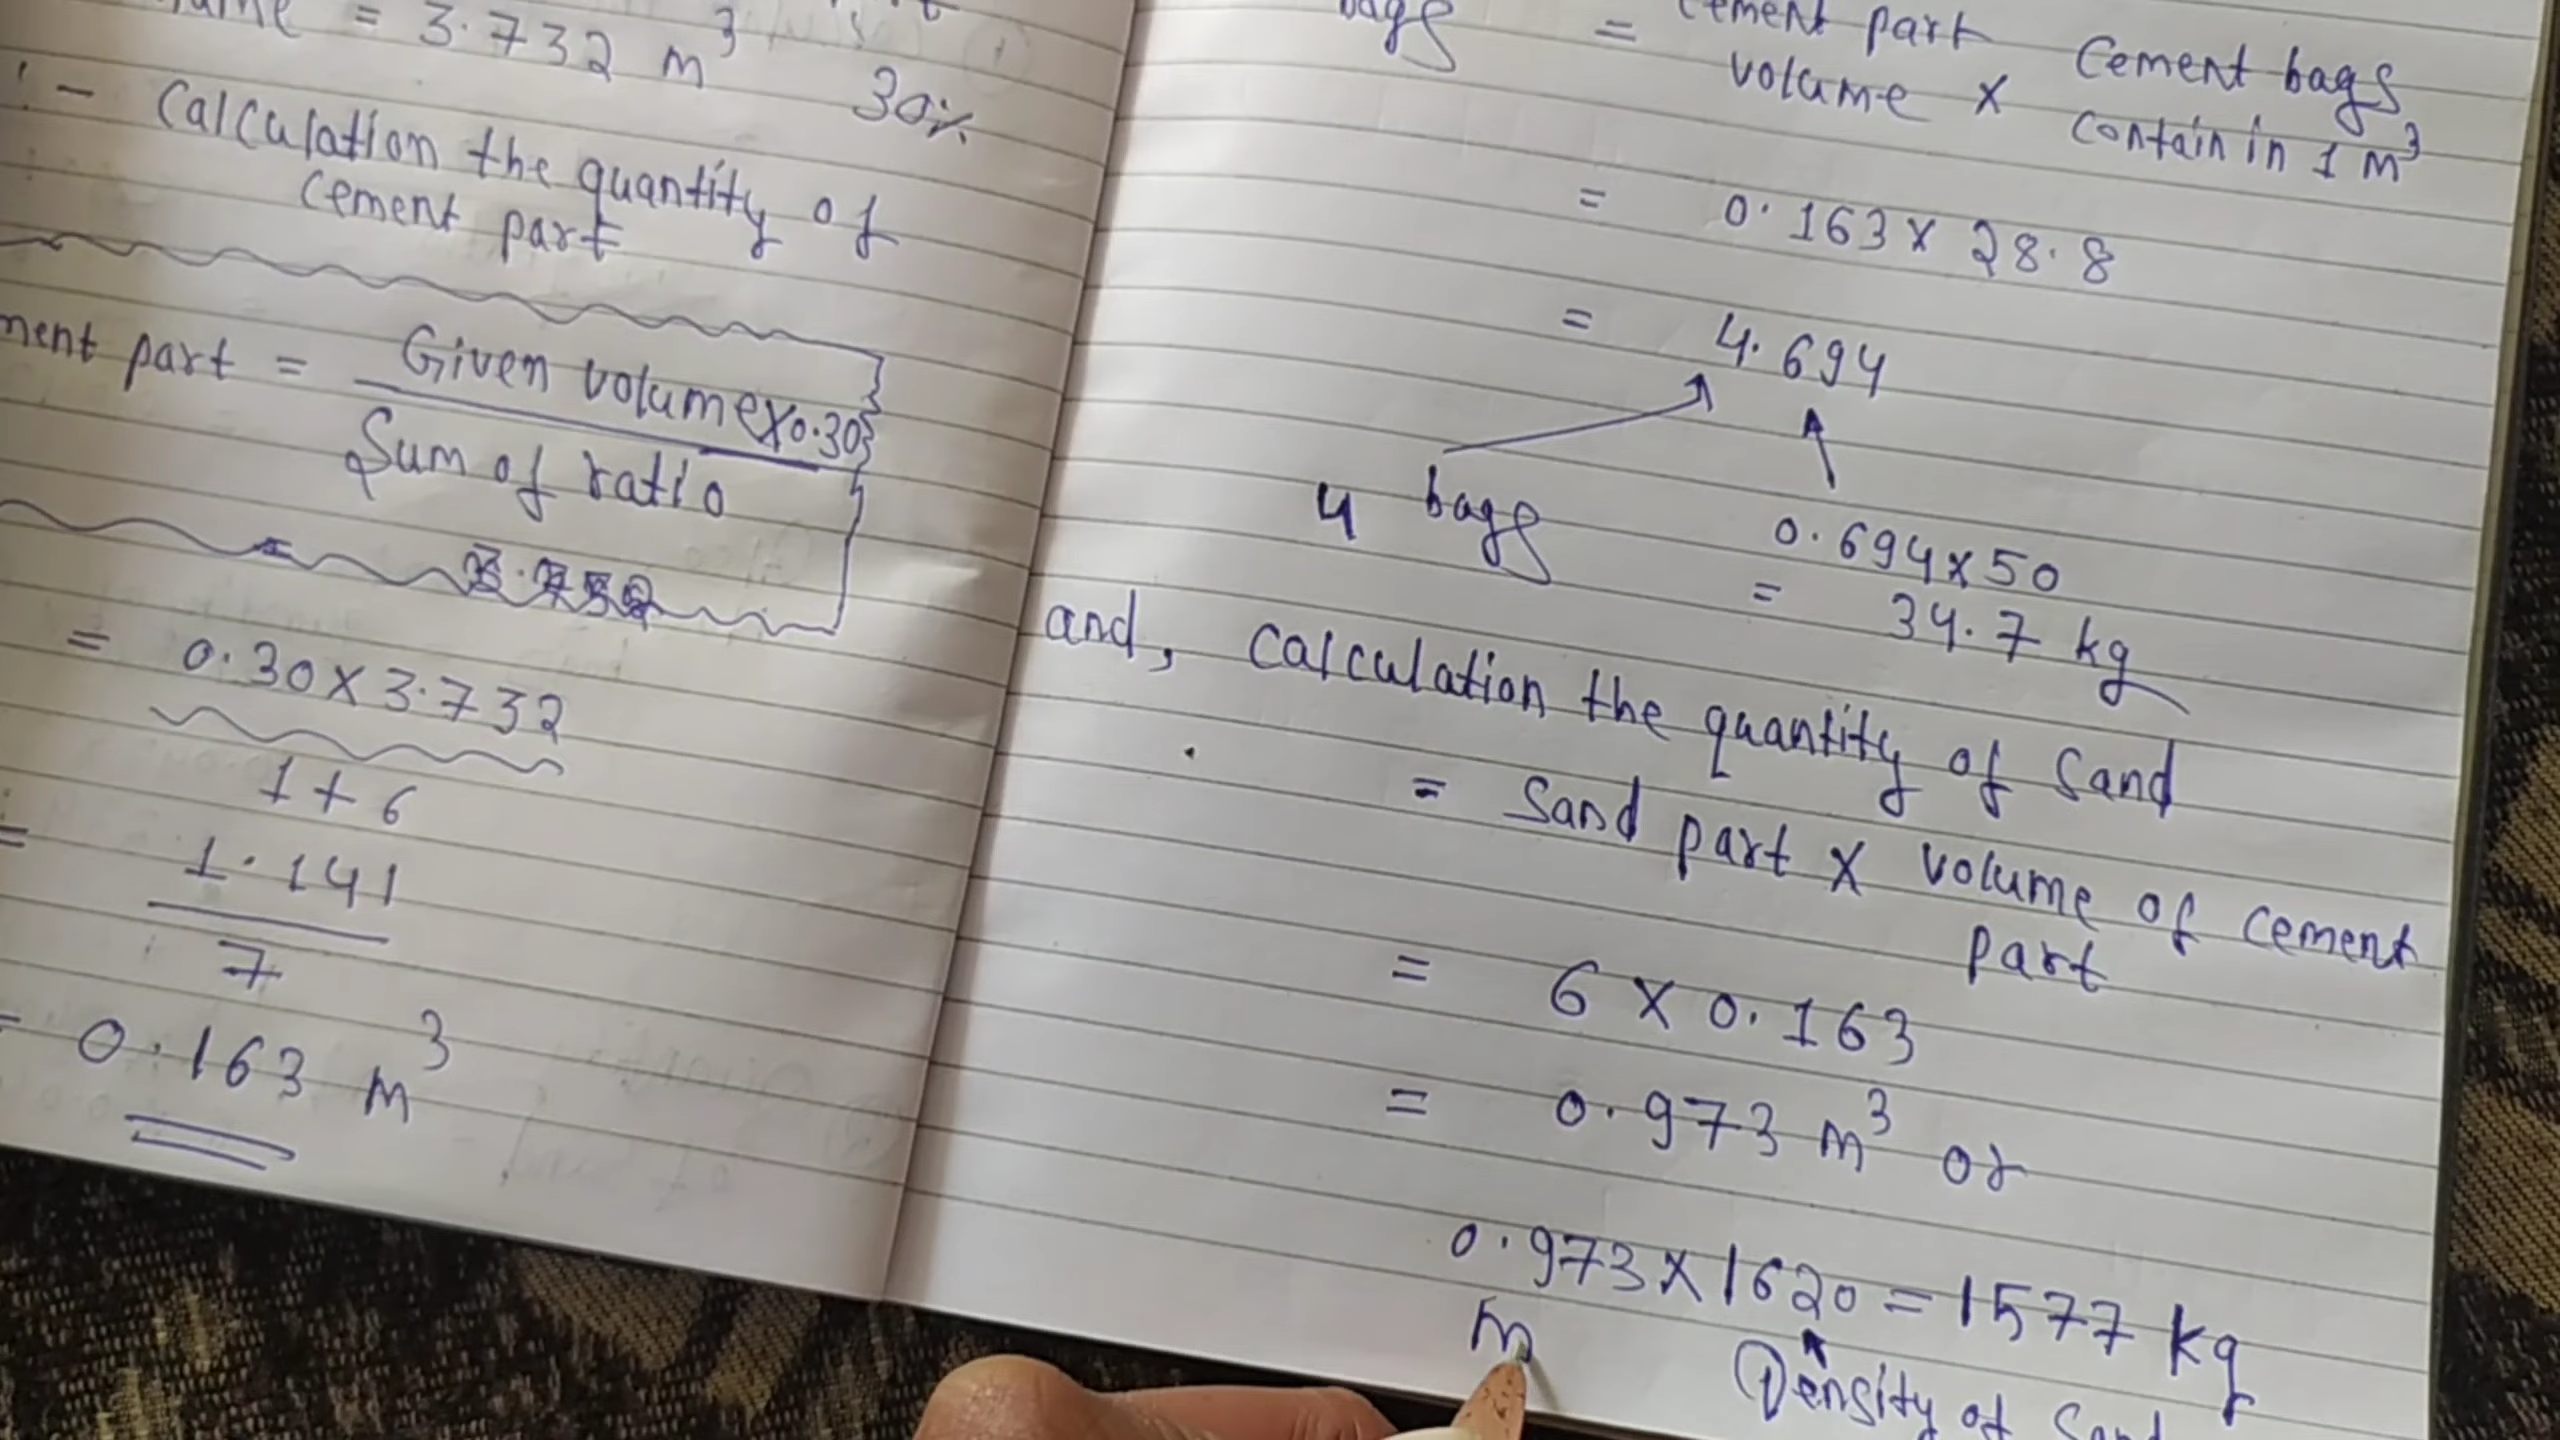 = 3.732 m³
30%
:- Calculation the quantity of
cement part
ment part = Given volume x0.30
Sum of ratio
= 0.30 x 3.732
1 + 6
= 1.141
7
= 0.163 m³
bags = cement part volume x Cement bags contain in 1 m³
= 0.163 x 28.8
= 4.694
4 bags
0.694 x 50
= 34.7 kg
and, Calculation the quantity of Sand
= Sand part x volume of cement
part
= 6 x 0.163
= 0.973 m³ or
0.973 x 1620 = 1577 kg
m
Density of Sand